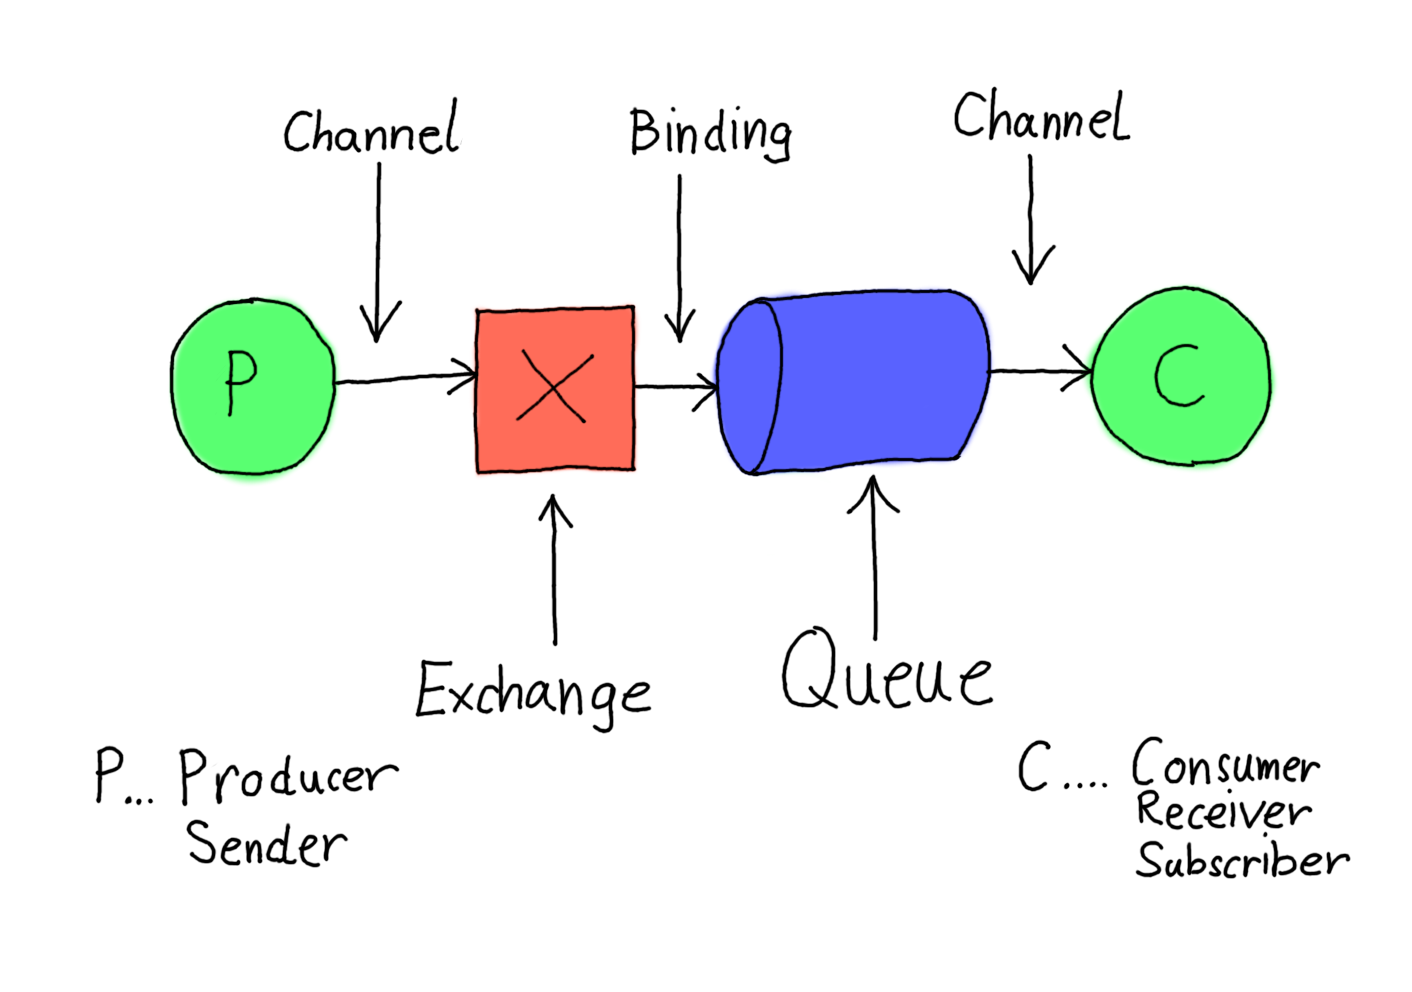 Channel
Binding
Channel
P
X
C
Exchange
Queue
P... Producer
Sender
C.... Consumer
Receiver
Subscriber